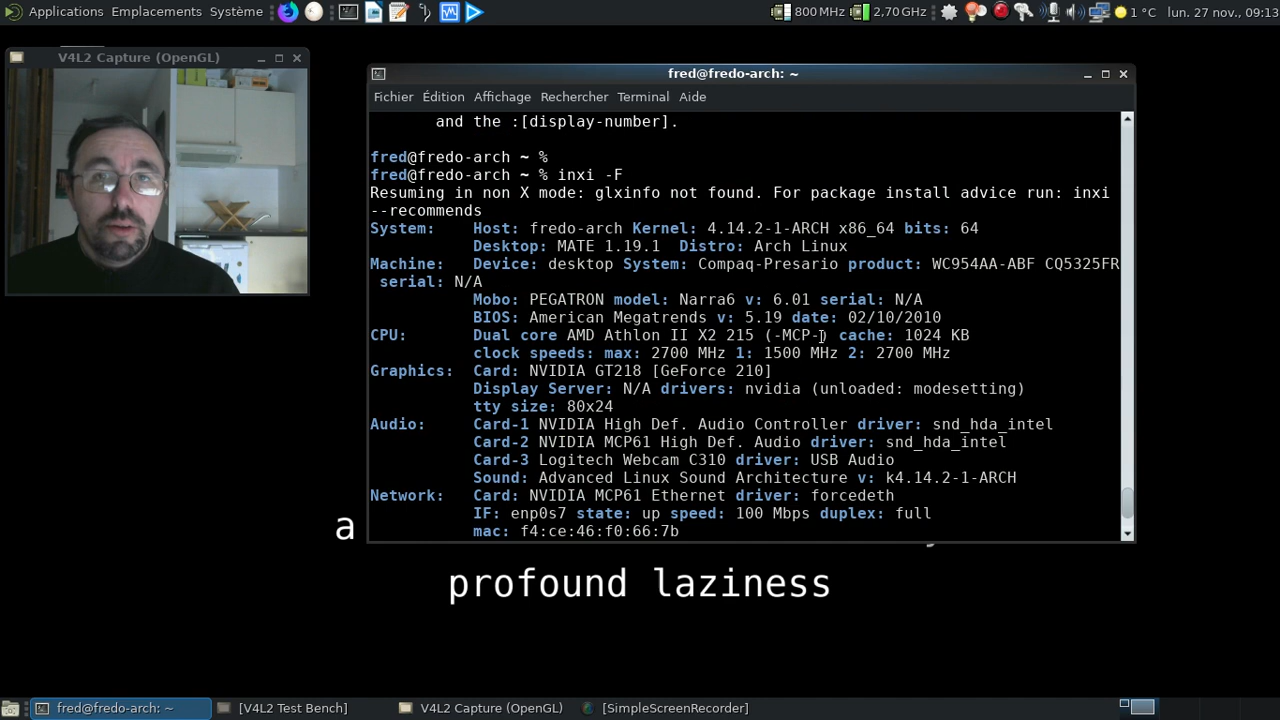 Applications Emplacements Système
800 MHz 2,70 GHz 1 °C lun. 27 nov., 09:13
V4L2 Capture (OpenGL)
fred@fredo-arch: ~
Fichier Édition Affichage Rechercher Terminal Aide
and the :[display-number].
fred@fredo-arch ~ %
fred@fredo-arch ~ % inxi -F
Resuming in non X mode: glxinfo not found. For package install advice run: inxi
--recommends
System: Host: fredo-arch Kernel: 4.14.2-1-ARCH x86_64 bits: 64
Desktop: MATE 1.19.1 Distro: Arch Linux
Machine: Device: desktop System: Compaq-Presario product: WC954AA-ABF CQ5325FR
serial: N/A
Mobo: PEGATRON model: Narra6 v: 6.01 serial: N/A
BIOS: American Megatrends v: 5.19 date: 02/10/2010
CPU: Dual core AMD Athlon II X2 215 (-MCP-) cache: 1024 KB
clock speeds: max: 2700 MHz 1: 1500 MHz 2: 2700 MHz
Graphics: Card: NVIDIA GT218 [GeForce 210]
Display Server: N/A drivers: nvidia (unloaded: modesetting)
tty size: 80x24
Audio: Card-1 NVIDIA High Def. Audio Controller driver: snd_hda_intel
Card-2 NVIDIA MCP61 High Def. Audio driver: snd_hda_intel
Card-3 Logitech Webcam C310 driver: USB Audio
Sound: Advanced Linux Sound Architecture v: k4.14.2-1-ARCH
Network: Card: NVIDIA MCP61 Ethernet driver: forcedeth
IF: enp0s7 state: up speed: 100 Mbps duplex: full
mac: f4:ce:46:f0:66:7b
a
profound laziness
fred@fredo-arch: ~ [V4L2 Test Bench] V4L2 Capture (OpenGL) [SimpleScreenRecorder]